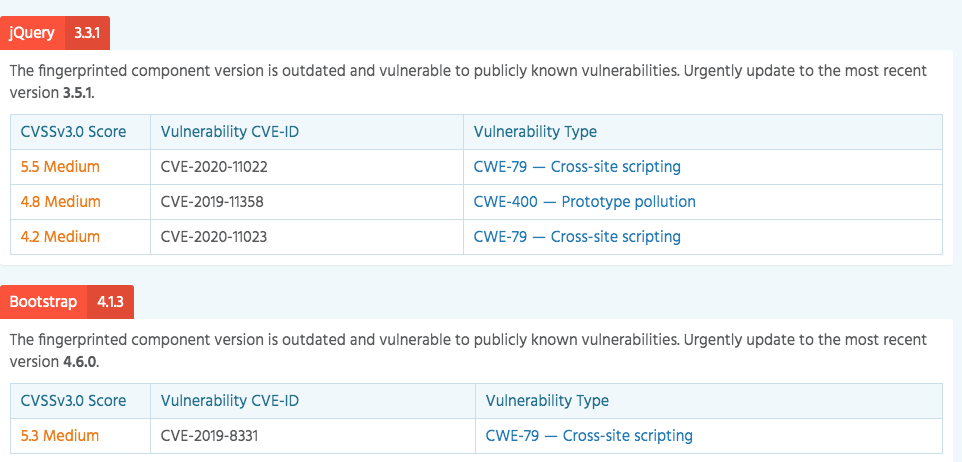 jQuery 3.3.1
The fingerprinted component version is outdated and vulnerable to publicly known vulnerabilities. Urgently update to the most recent
version 3.5.1.
CVSSv3.0 Score Vulnerability CVE-ID Vulnerability Type
5.5 Medium CVE-2020-11022 CWE-79 — Cross-site scripting
4.8 Medium CVE-2019-11358 CWE-400 — Prototype pollution
4.2 Medium CVE-2020-11023 CWE-79 — Cross-site scripting
Bootstrap 4.1.3
The fingerprinted component version is outdated and vulnerable to publicly known vulnerabilities. Urgently update to the most recent
version 4.6.0.
CVSSv3.0 Score Vulnerability CVE-ID Vulnerability Type
5.3 Medium CVE-2019-8331 CWE-79 — Cross-site scripting